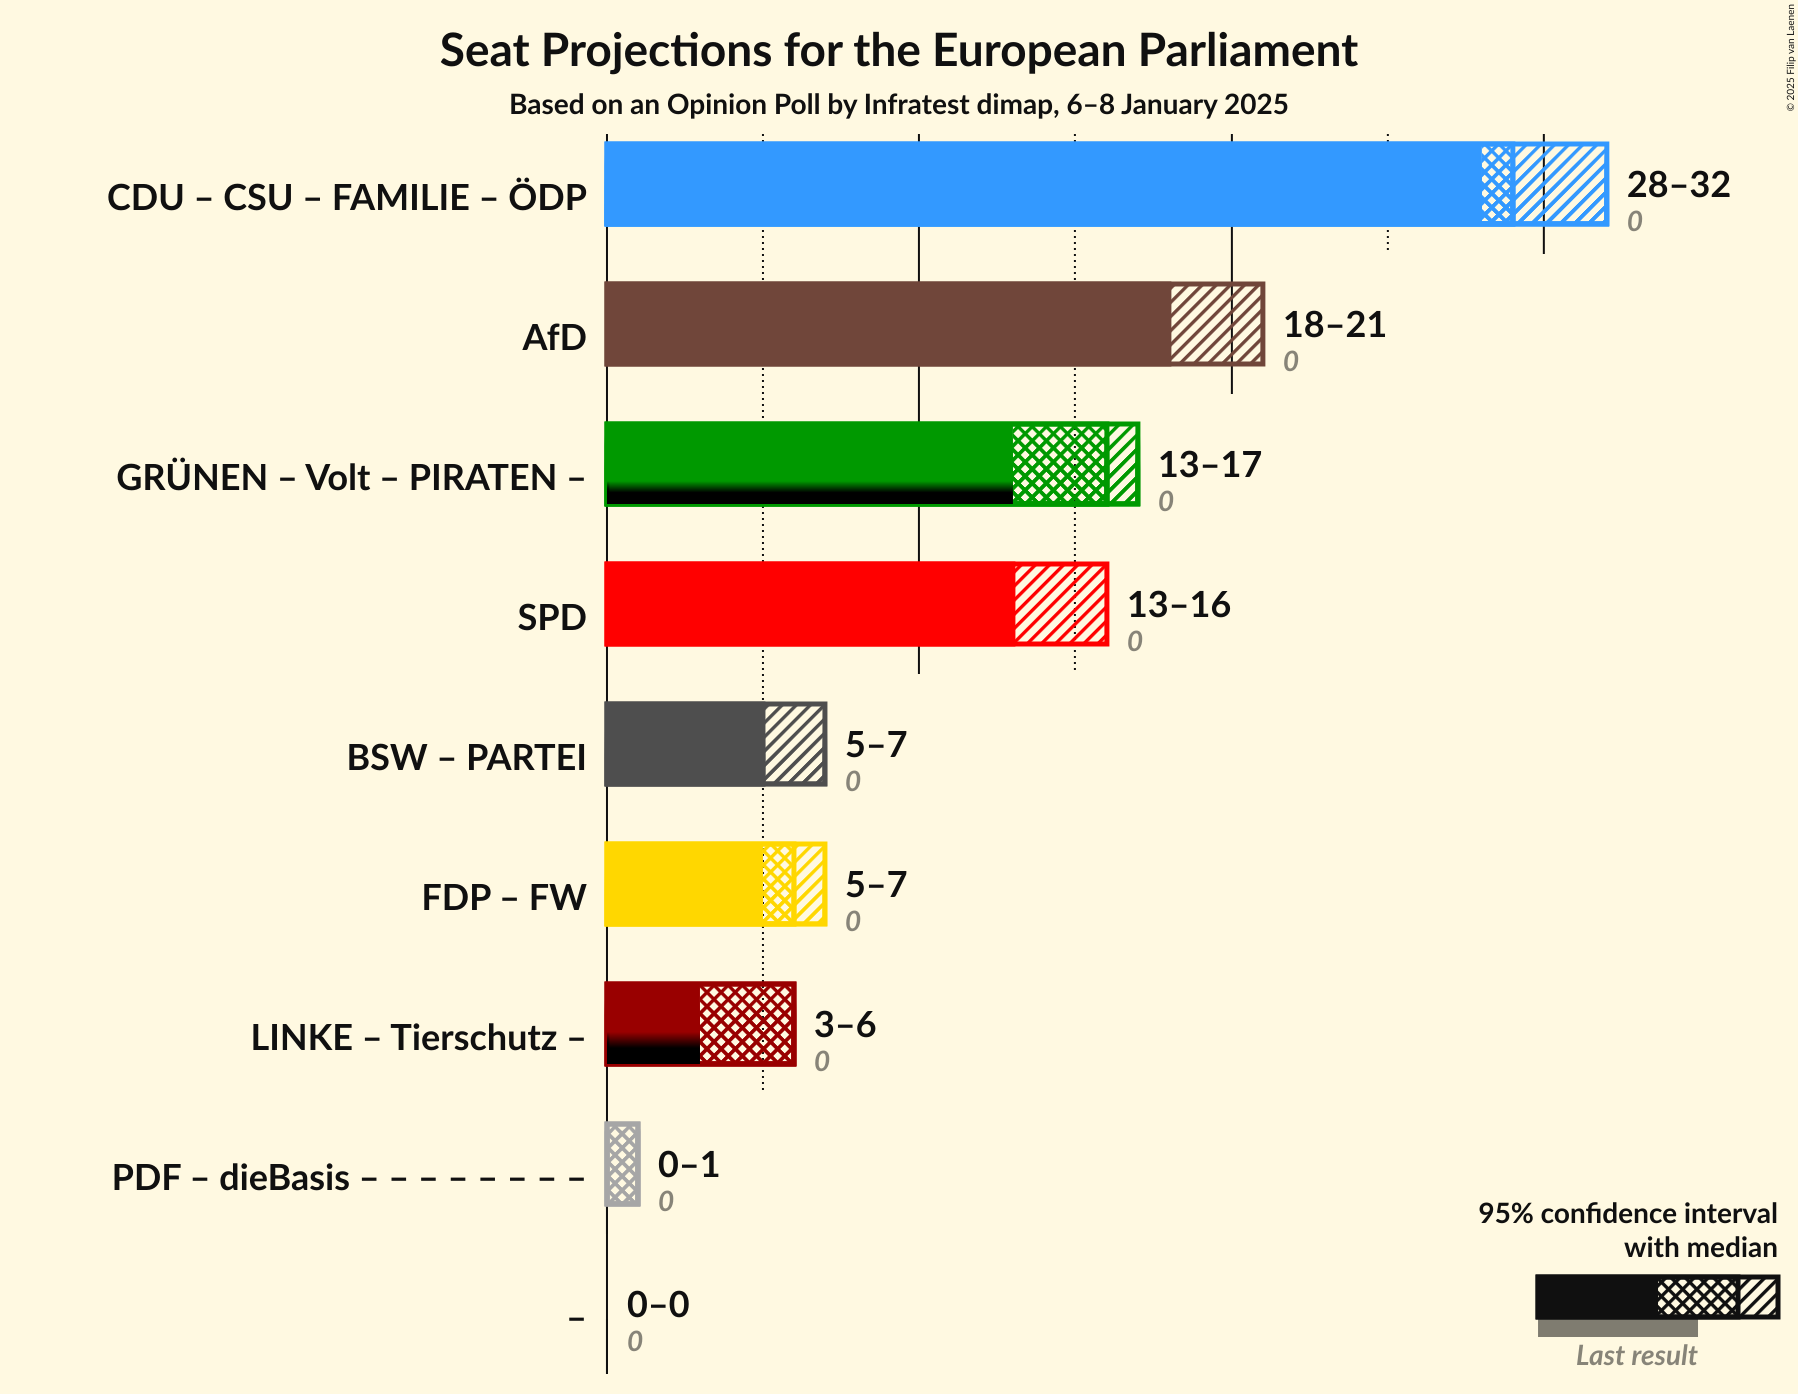 Seat Projections for the European Parliament
Based on an Opinion Poll by Infratest dimap, 6–8 January 2025
© 2025 Filip van Laenen
CDU – CSU – FAMILIE – ÖDP
28–32
0
AfD
18–21
0
GRÜNEN – Volt – PIRATEN –
13–17
0
SPD
13–16
0
BSW – PARTEI
5–7
0
FDP – FW
5–7
0
LINKE – Tierschutz –
3–6
0
PDF – dieBasis – – – – – – – –
0–1
0
–
0–0
0
95% confidence interval
with median
Last result